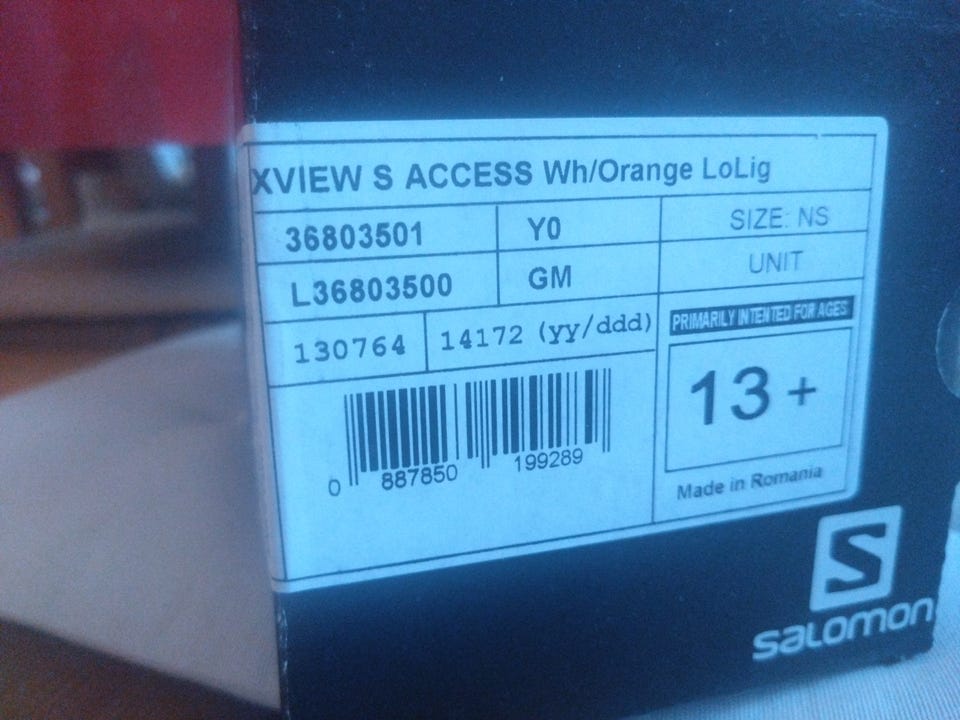 XVIEW S ACCESS Wh/Orange LoLig
36803501 Y0 SIZE: NS
L36803500 GM UNIT
130764 14172 (yy/ddd)
PRIMARILY INTENTED FOR AGES
13+
0 887850 199289
Made in Romania
S
SALOMON